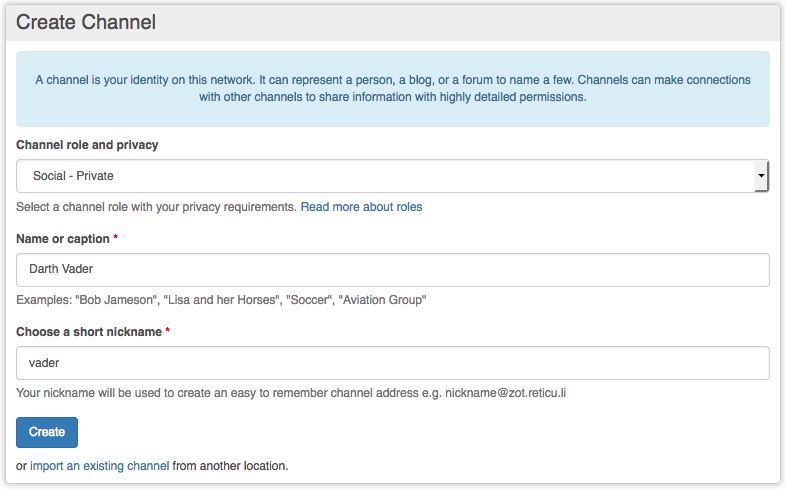 Create Channel
A channel is your identity on this network. It can represent a person, a blog, or a forum to name a few. Channels can make connections
with other channels to share information with highly detailed permissions.
Channel role and privacy
Social - Private
Select a channel role with your privacy requirements. Read more about roles
Name or caption *
Darth Vader
Examples: "Bob Jameson", "Lisa and her Horses", "Soccer", "Aviation Group"
Choose a short nickname *
vader
Your nickname will be used to create an easy to remember channel address e.g. nickname@zot.reticu.li
Create
or import an existing channel from another location.